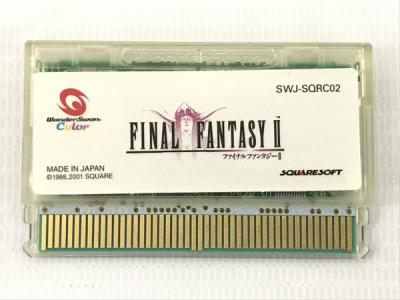 SWJ-SQRC02
WonderSwan
Color
FINAL FANTASY II
ファイナルファンタジーII
MADE IN JAPAN
©1988,2001 SQUARE
SQUARESOFT